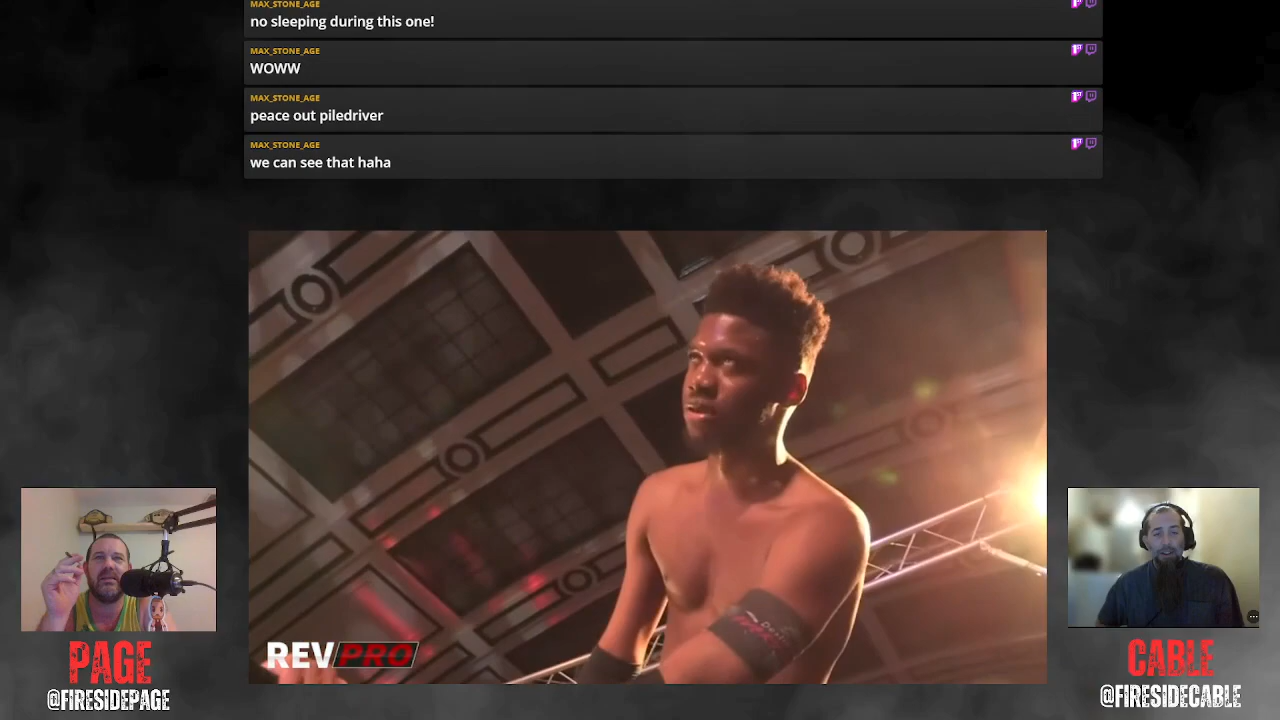 MAX_STONE_AGE
no sleeping during this one!
MAX_STONE_AGE
WOWW
MAX_STONE_AGE
peace out piledriver
MAX_STONE_AGE
we can see that haha
REVPRO
PAGE
@FIRESIDEPAGE
CABLE
@FIRESIDECABLE